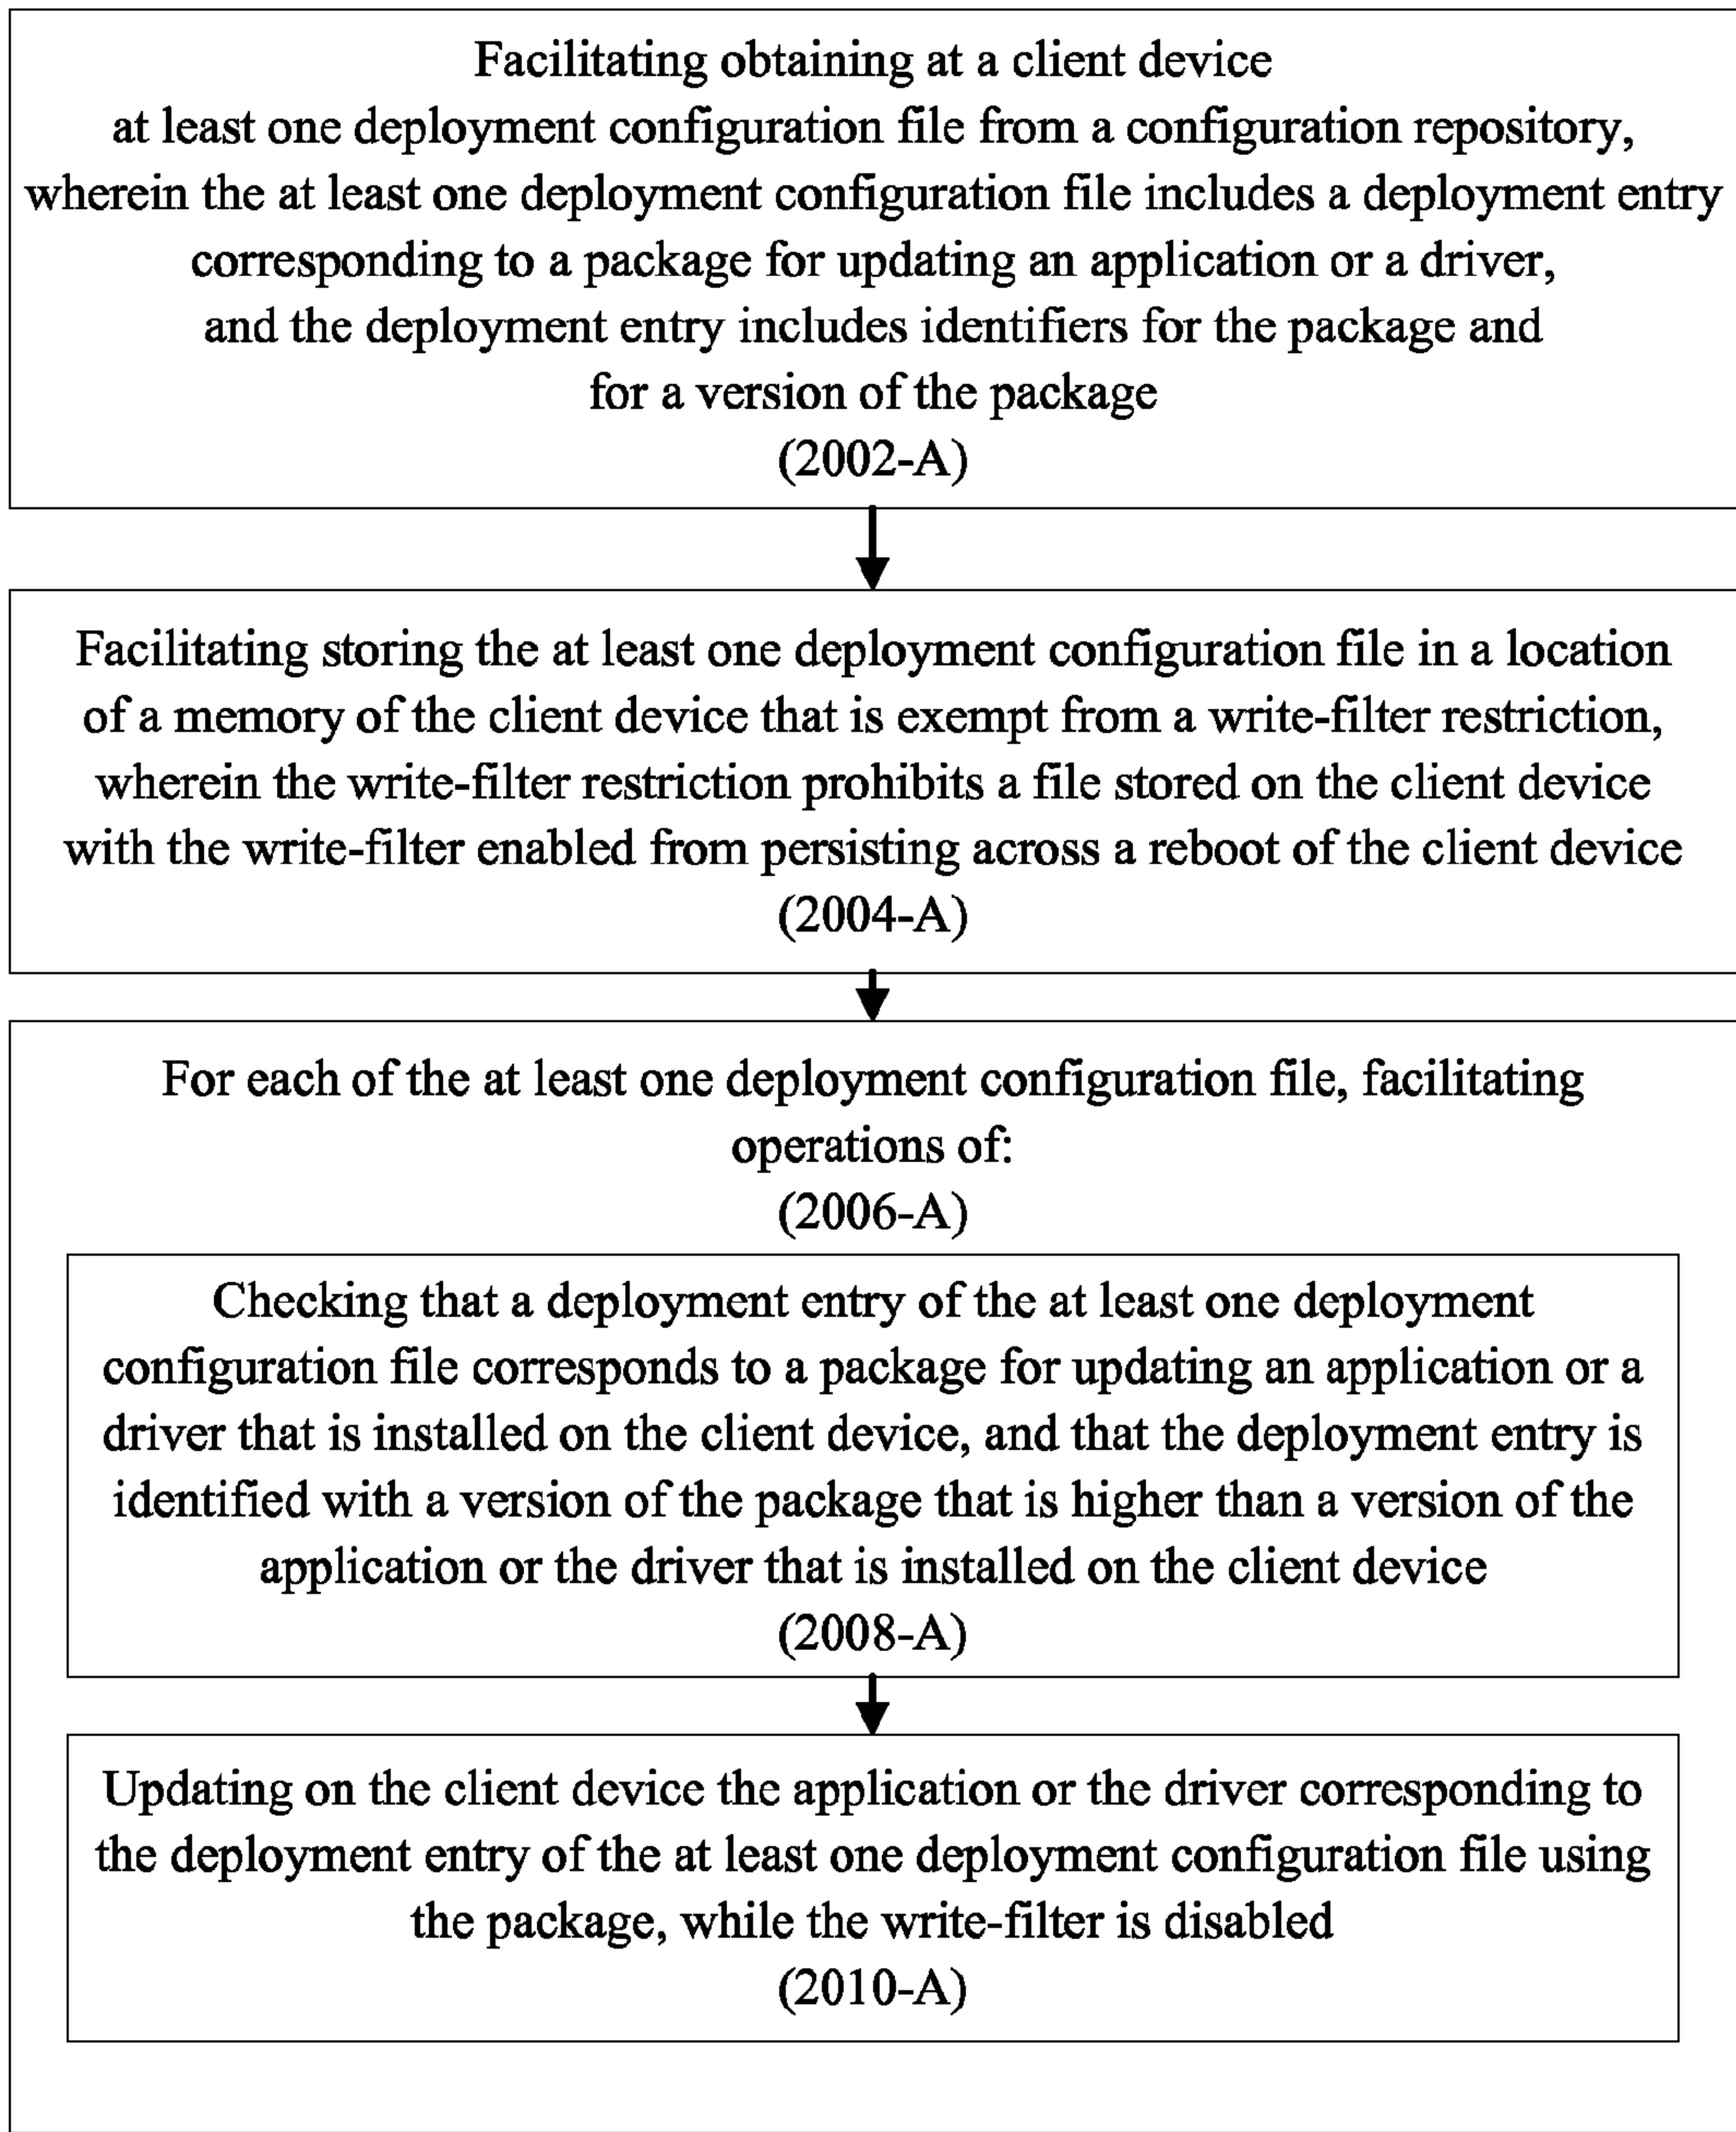 Facilitating obtaining at a client device
at least one deployment configuration file from a configuration repository,
wherein the at least one deployment configuration file includes a deployment entry
corresponding to a package for updating an application or a driver,
and the deployment entry includes identifiers for the package and
for a version of the package
(2002-A)
Facilitating storing the at least one deployment configuration file in a location
of a memory of the client device that is exempt from a write-filter restriction,
wherein the write-filter restriction prohibits a file stored on the client device
with the write-filter enabled from persisting across a reboot of the client device
(2004-A)
For each of the at least one deployment configuration file, facilitating
operations of:
(2006-A)
Checking that a deployment entry of the at least one deployment
configuration file corresponds to a package for updating an application or a
driver that is installed on the client device, and that the deployment entry is
identified with a version of the package that is higher than a version of the
application or the driver that is installed on the client device
(2008-A)
Updating on the client device the application or the driver corresponding to
the deployment entry of the at least one deployment configuration file using
the package, while the write-filter is disabled
(2010-A)